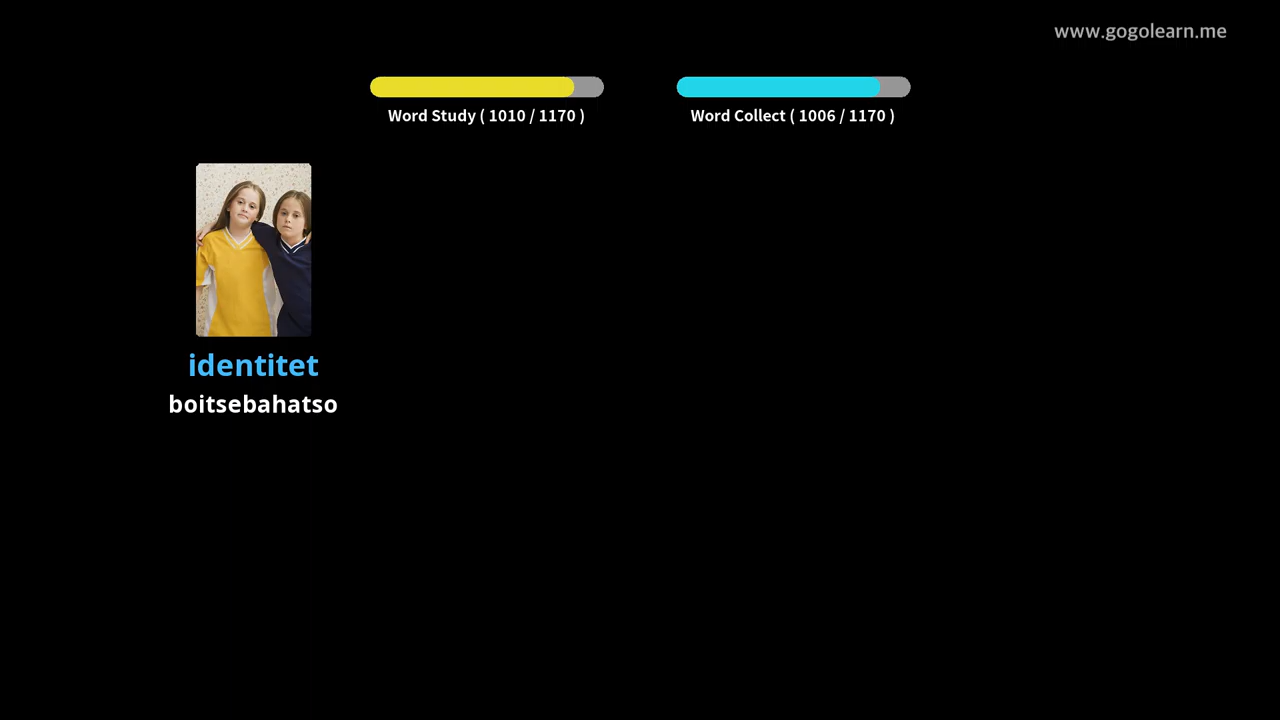 www.gogolearn.me
Word Study ( 1010 / 1170 )
Word Collect ( 1006 / 1170 )
identitet
boitsebahatso